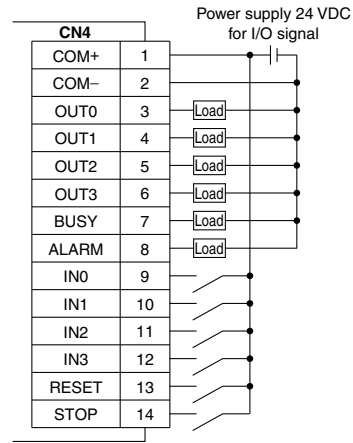 Power supply 24 VDC
for I/O signal
CN4
COM+ 1
COM− 2
OUT0 3 Load
OUT1 4 Load
OUT2 5 Load
OUT3 6 Load
BUSY 7 Load
ALARM 8 Load
IN0 9
IN1 10
IN2 11
IN3 12
RESET 13
STOP 14